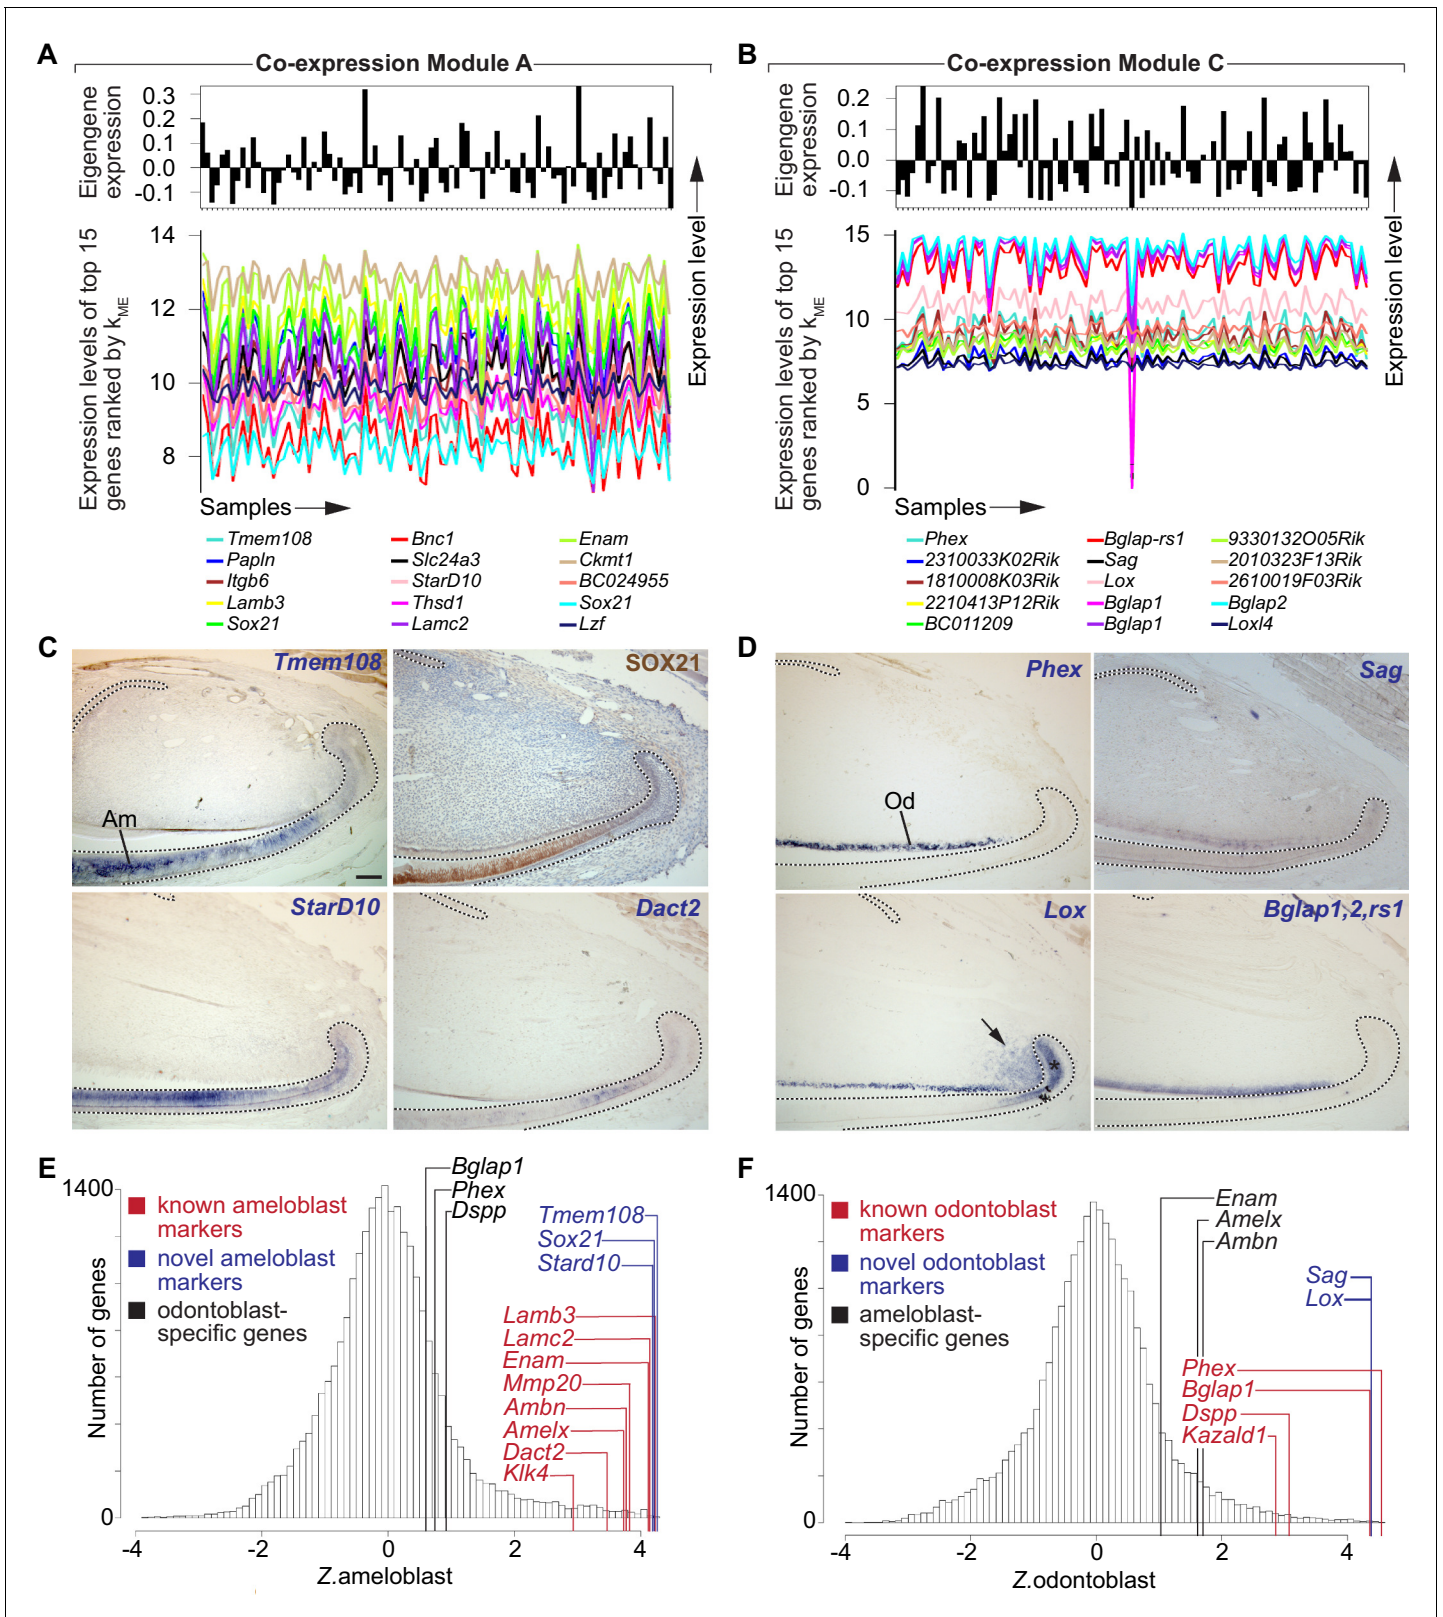 A
Co-expression Module A
Eigengene
expression
0.3
0.2
0.1
0.0
-0.1
Expression level
Expression levels of top 15
genes ranked by kME
14
12
10
8
Samples
Tmem108
Bnc1
Enam
Papln
Slc24a3
Ckmt1
Itgb6
StarD10
BC024955
Lamb3
Thsd1
Sox21
Sox21
Lamc2
Lzf
B
Co-expression Module C
Eigengene
expression
0.2
0.1
0.0
-0.1
Expression level
Expression levels of top 15
genes ranked by kME
15
10
5
0
Samples
Phex
Bglap-rs1
9330132O05Rik
2310033K02Rik
Sag
2010323F13Rik
1810008K03Rik
Lox
2610019F03Rik
2210413P12Rik
Bglap1
Bglap2
BC011209
Bglap1
Loxl4
C
Tmem108
SOX21
Am
StarD10
Dact2
D
Phex
Sag
Od
Lox
*
*
Bglap1,2,rs1
E
1400
0
Number of genes
known ameloblast
markers
novel ameloblast
markers
odontoblast-
specific genes
Bglap1
Phex
Dspp
Tmem108
Sox21
Stard10
Lamb3
Lamc2
Enam
Mmp20
Ambn
Amelx
Dact2
Klk4
-4
-2
0
2
4
Z.ameloblast
F
1400
0
Number of genes
known odontoblast
markers
novel odontoblast
markers
ameloblast-
specific genes
Enam
Amelx
Ambn
Sag
Lox
Phex
Bglap1
Dspp
Kazald1
-4
-2
0
2
4
Z.odontoblast